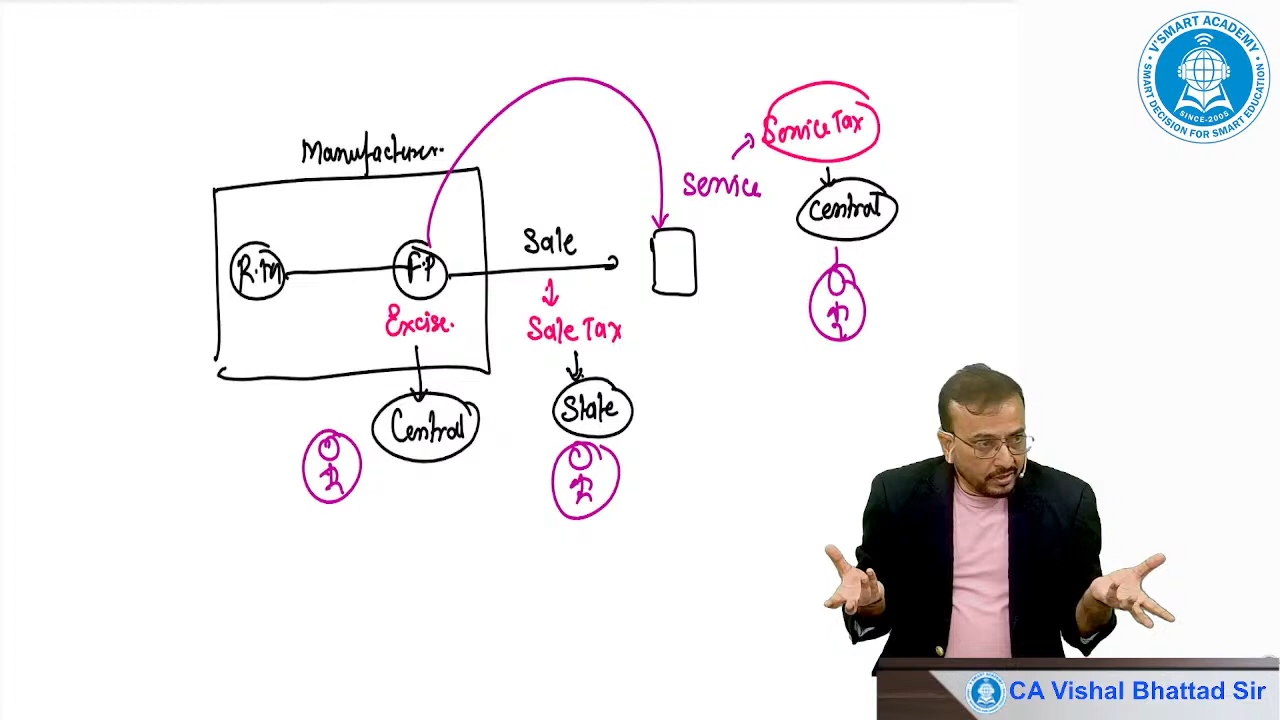 V'SMART ACADEMY
SMART DECISION FOR SMART EDUCATION
SINCE-2005
Manufacturer.
Service Tax
Service
Central
R.M
F.P
Sale
Excise.
Sale Tax
State
Central
CA Vishal Bhattad Sir